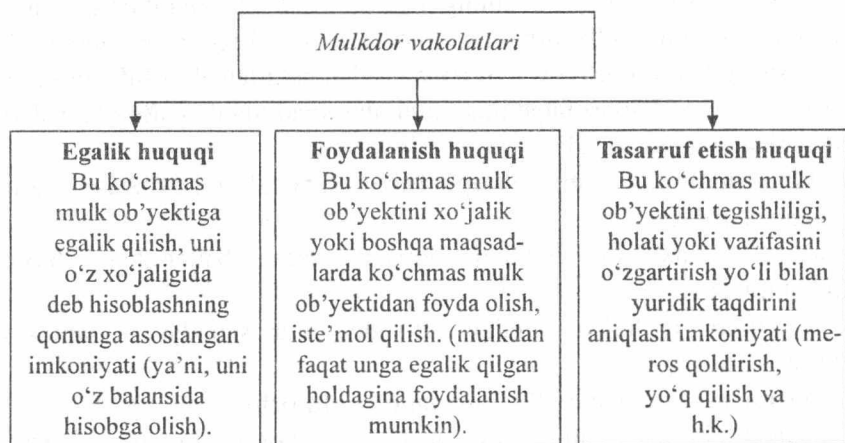 Mulkdor vakolatlari
Egalik huquqi
Bu ko‘chmas
mulk ob’yektiga
egalik qilish, uni
o‘z xo‘jaligida
deb hisoblashning
qonunga asoslangan
imkoniyati (ya’ni, uni
o‘z balansida
hisobga olish).
Foydalanish huquqi
Bu ko‘chmas mulk
ob’yektini xo‘jalik
yoki boshqa maqsad-
larda ko‘chmas mulk
ob’yektidan foyda olish,
iste’mol qilish. (mulkdan
faqat unga egalik qilgan
holdagina foydalanish
mumkin).
Tasarruf etish huquqi
Bu ko‘chmas mulk
ob’yektini tegishliligi,
holati yoki vazifasini
o‘zgartirish yo‘li bilan
yuridik taqdirini
aniqlash imkoniyati (me-
ros qoldirish,
yo‘q qilish va
h.k.)